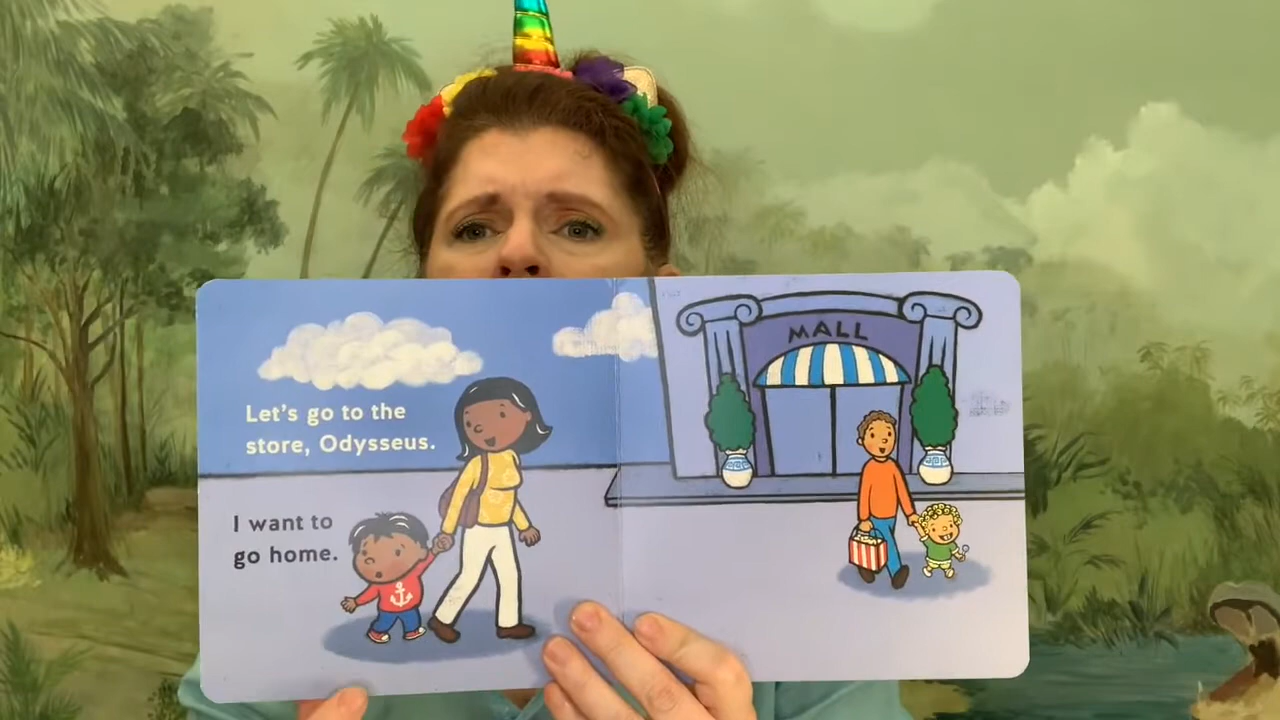 Let's go to the
store, Odysseus.
I want to
go home.
MALL